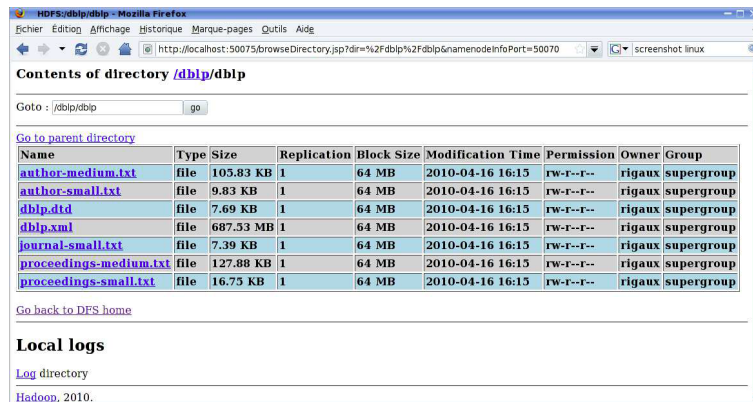 HDFS:/dblp/dblp - Mozilla Firefox
Fichier Édition Affichage Historique Marque-pages Outils Aide
http://localhost:50075/browseDirectory.jsp?dir=%2Fdblp%2Fdblp&namenodeInfoPort=50070 screenshot linux
Contents of directory /dblp/dblp
Goto : /dblp/dblp go
Go to parent directory
Name Type Size Replication Block Size Modification Time Permission Owner Group
author-medium.txt file 105.83 KB 1 64 MB 2010-04-16 16:15 rw-r--r-- rigaux supergroup
author-small.txt file 9.83 KB 1 64 MB 2010-04-16 16:15 rw-r--r-- rigaux supergroup
dblp.dtd file 7.69 KB 1 64 MB 2010-04-16 16:15 rw-r--r-- rigaux supergroup
dblp.xml file 687.53 MB 1 64 MB 2010-04-16 16:15 rw-r--r-- rigaux supergroup
journal-small.txt file 7.39 KB 1 64 MB 2010-04-16 16:15 rw-r--r-- rigaux supergroup
proceedings-medium.txt file 127.88 KB 1 64 MB 2010-04-16 16:15 rw-r--r-- rigaux supergroup
proceedings-small.txt file 16.75 KB 1 64 MB 2010-04-16 16:15 rw-r--r-- rigaux supergroup
Go back to DFS home
Local logs
Log directory
Hadoop, 2010.